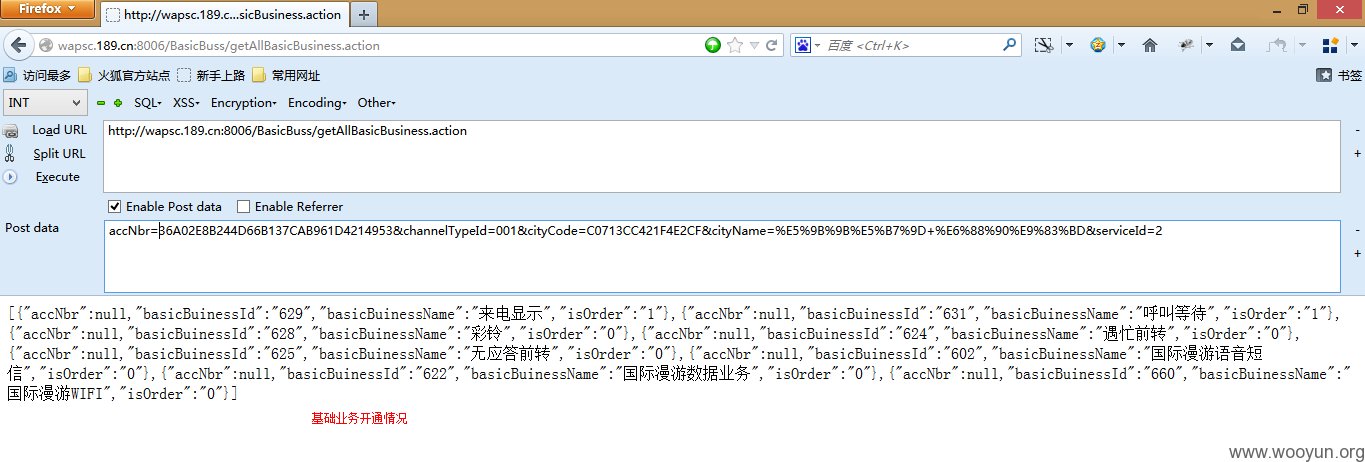 Firefox
http://wapsc.189.c...sicBusiness.action
wapsc.189.cn:8006/BasicBuss/getAllBasicBusiness.action
百度 <Ctrl+K>
访问最多 火狐官方站点 新手上路 常用网址
书签
INT SQL XSS Encryption Encoding Other
Load URL
http://wapsc.189.cn:8006/BasicBuss/getAllBasicBusiness.action
Split URL
Execute
Enable Post data Enable Referrer
Post data
accNbr=36A02E8B244D66B137CAB961D4214953&channelTypeId=001&cityCode=C0713CC421F4E2CF&cityName=%E5%9B%9B%E5%B7%9D+%E6%88%90%E9%83%BD&serviceId=2
[{"accNbr":null,"basicBuinessId":"629","basicBuinessName":"来电显示","isOrder":"1"},{"accNbr":null,"basicBuinessId":"631","basicBuinessName":"呼叫等待","isOrder":"1"},
{"accNbr":null,"basicBuinessId":"628","basicBuinessName":"彩铃","isOrder":"0"},{"accNbr":null,"basicBuinessId":"624","basicBuinessName":"遇忙前转","isOrder":"0"},
{"accNbr":null,"basicBuinessId":"625","basicBuinessName":"无应答前转","isOrder":"0"},{"accNbr":null,"basicBuinessId":"602","basicBuinessName":"国际漫游语音短
信","isOrder":"0"},{"accNbr":null,"basicBuinessId":"622","basicBuinessName":"国际漫游数据业务","isOrder":"0"},{"accNbr":null,"basicBuinessId":"660","basicBuinessName":"
国际漫游WIFI","isOrder":"0"}]
基础业务开通情况
www.wooyun.org